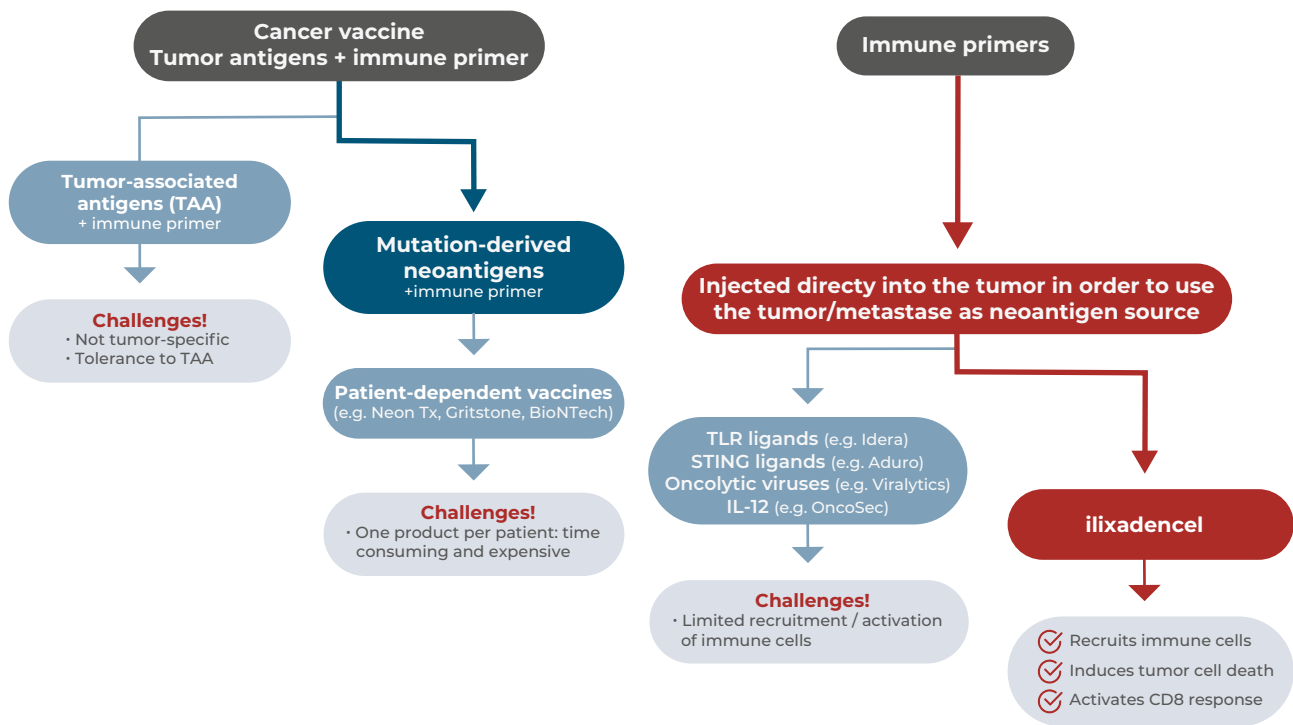 Cancer vaccine
Tumor antigens + immune primer
Tumor-associated
antigens (TAA)
+ immune primer
Challenges!
· Not tumor-specific
· Tolerance to TAA
Mutation-derived
neoantigens
+immune primer
Patient-dependent vaccines
(e.g. Neon Tx, Gritstone, BioNTech)
Challenges!
· One product per patient: time
consuming and expensive
Immune primers
Injected directy into the tumor in order to use
the tumor/metastase as neoantigen source
TLR ligands (e.g. Idera)
STING ligands (e.g. Aduro)
Oncolytic viruses (e.g. Viralytics)
IL-12 (e.g. OncoSec)
Challenges!
· Limited recruitment / activation
of immune cells
ilixadencel
Recruits immune cells
Induces tumor cell death
Activates CD8 response